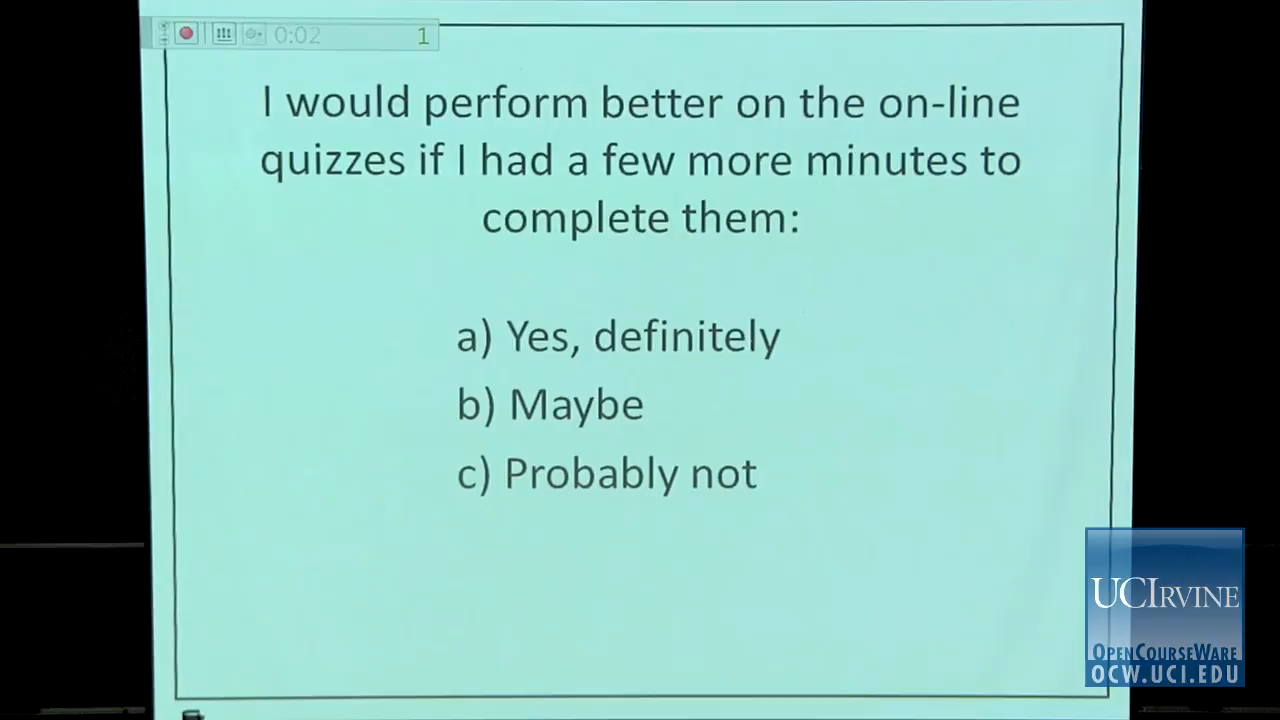 0:02 1
I would perform better on the on-line
quizzes if I had a few more minutes to
complete them:
a) Yes, definitely
b) Maybe
c) Probably not
UCIRVINE
OPENCOURSEWARE
OCW.UCI.EDU